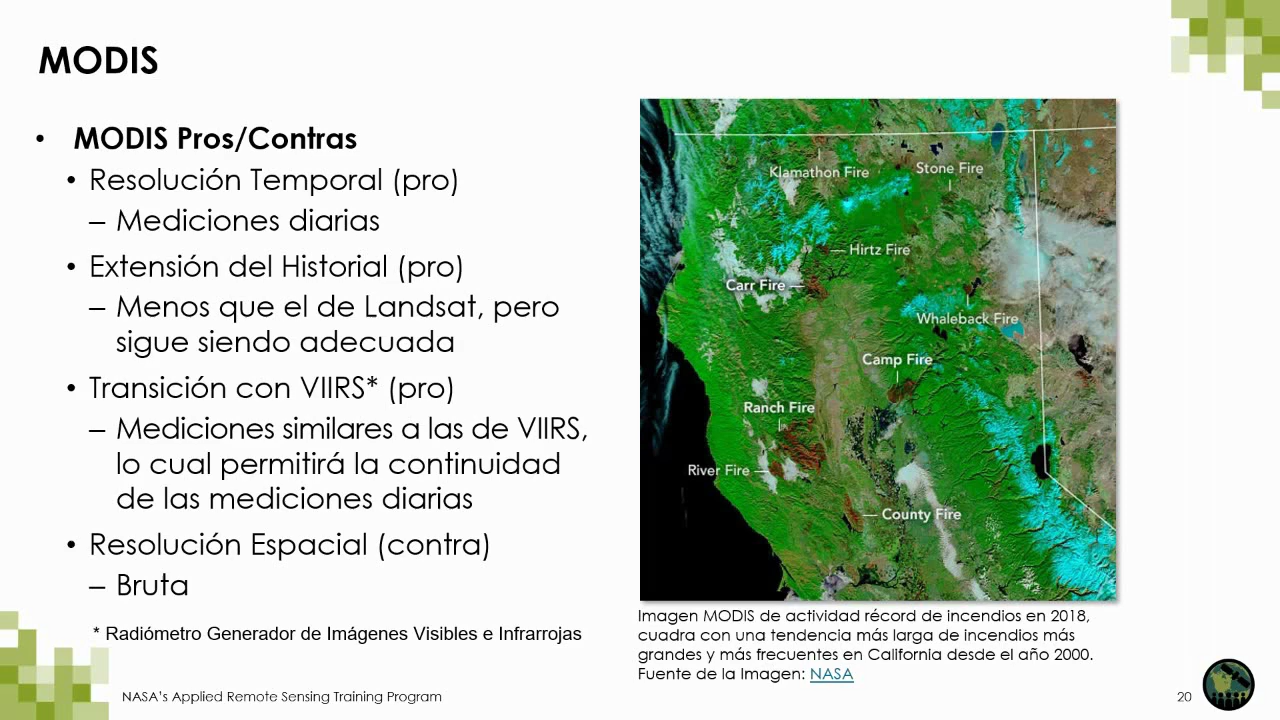 MODIS
• MODIS Pros/Contras
• Resolución Temporal (pro)
– Mediciones diarias
• Extensión del Historial (pro)
– Menos que el de Landsat, pero
sigue siendo adecuada
• Transición con VIIRS* (pro)
– Mediciones similares a las de VIIRS,
lo cual permitirá la continuidad
de las mediciones diarias
• Resolución Espacial (contra)
– Bruta
* Radiómetro Generador de Imágenes Visibles e Infrarrojas
Klamathon Fire
Stone Fire
Hirtz Fire
Carr Fire
Whaleback Fire
Camp Fire
Ranch Fire
River Fire
County Fire
Imagen MODIS de actividad récord de incendios en 2018,
cuadra con una tendencia más larga de incendios más
grandes y más frecuentes en California desde el año 2000.
Fuente de la Imagen: NASA
NASA's Applied Remote Sensing Training Program
20